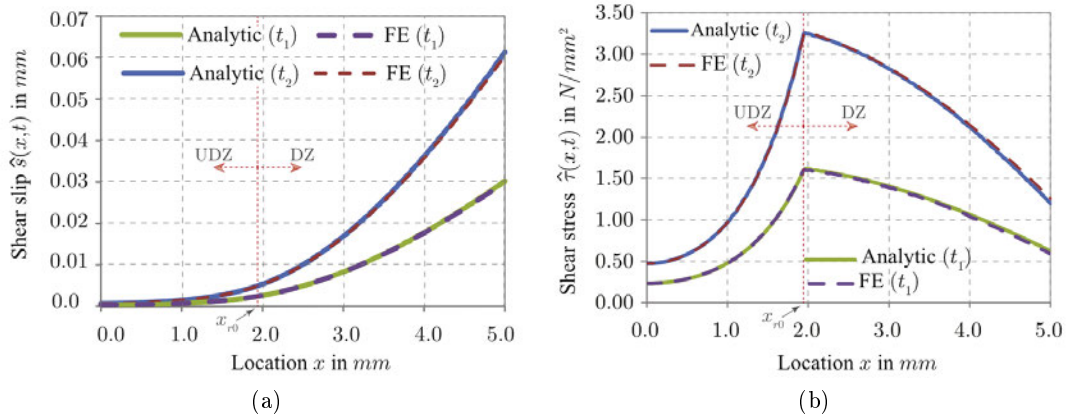 Shear slip ŝ(x,t) in mm
0.07
0.06
0.05
0.04
0.03
0.02
0.01
0.0
Analytic (t₁)
FE (t₁)
Analytic (t₂)
FE (t₂)
UDZ
DZ
0.0
1.0
2.0
3.0
4.0
5.0
x_r0
Location x in mm
(a)
Shear stress τ̂(x,t) in N/mm²
3.50
3.00
2.50
2.00
1.50
1.00
0.50
0.00
Analytic (t₂)
FE (t₂)
UDZ
DZ
Analytic (t₁)
FE (t₁)
0.0
1.0
2.0
3.0
4.0
5.0
x_r0
Location x in mm
(b)